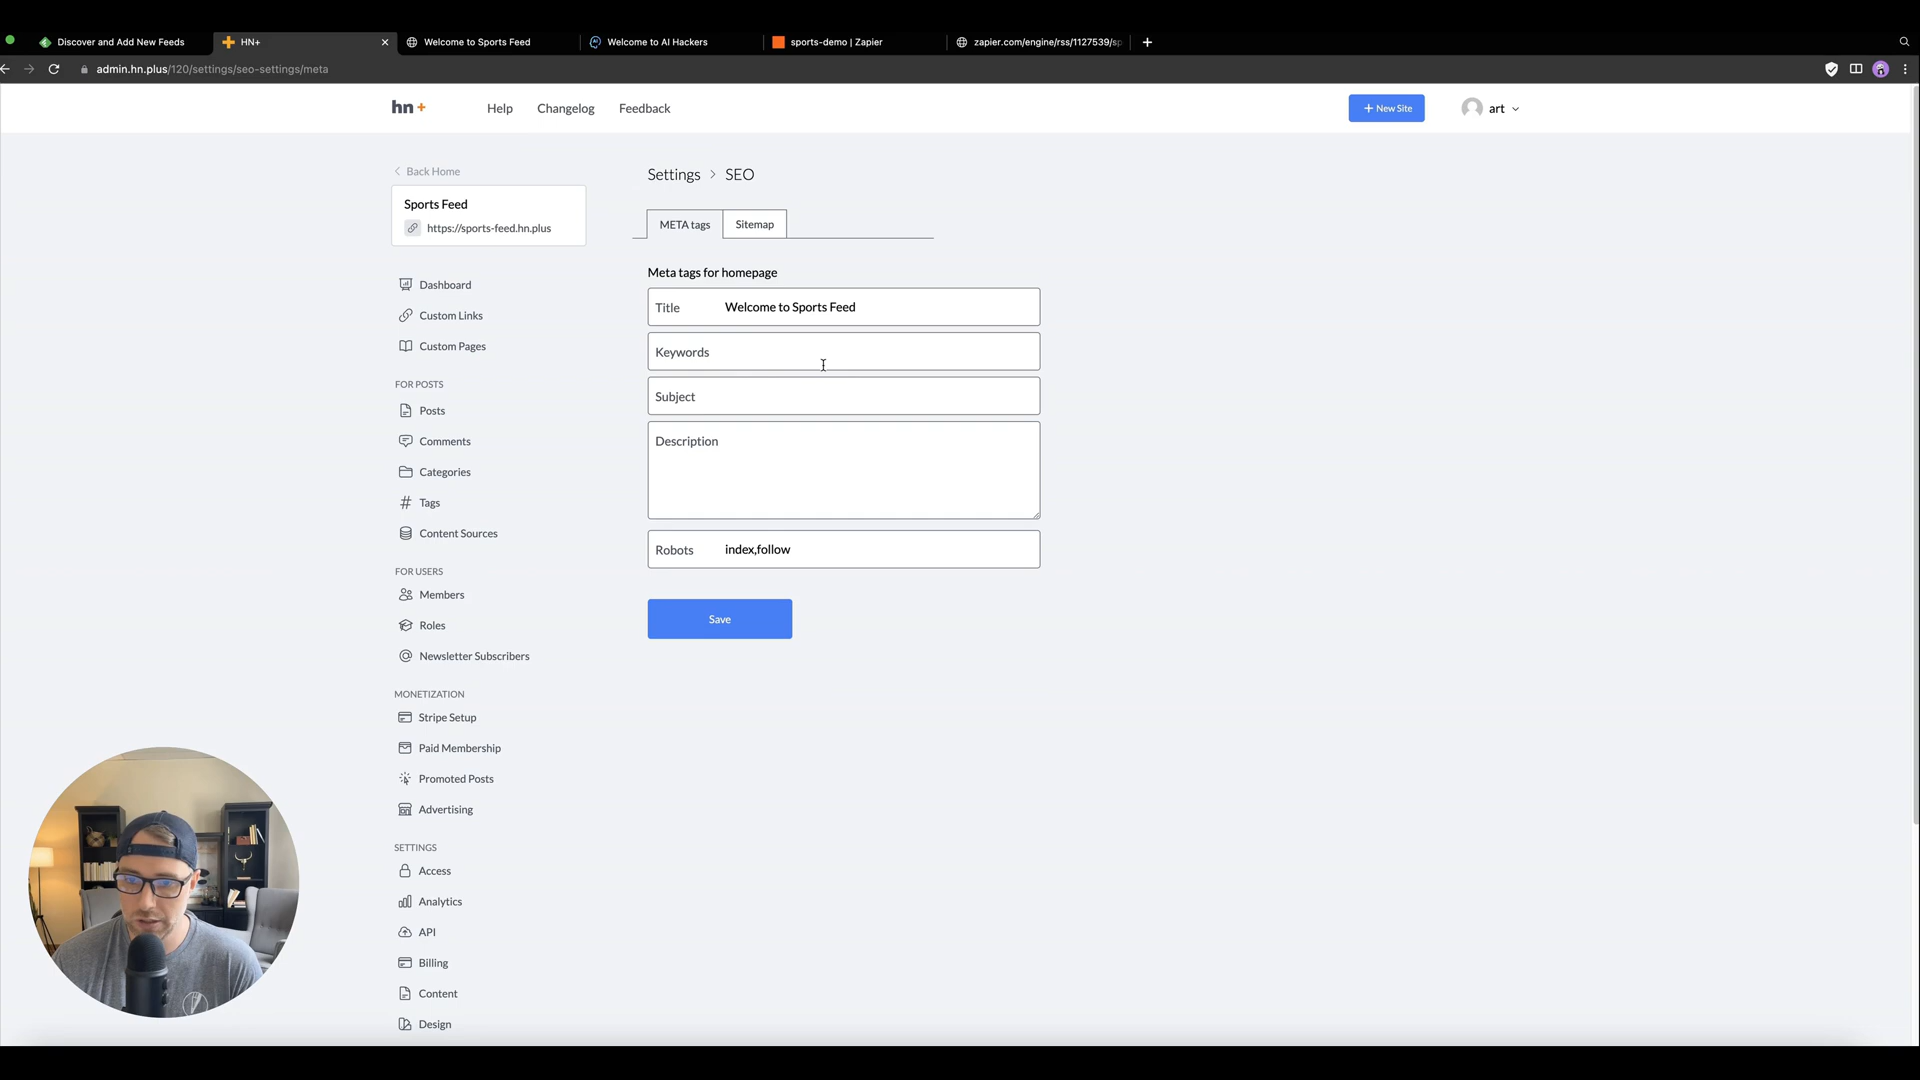 Discover and Add New Feeds
HN+
Welcome to Sports Feed
Welcome to AI Hackers
sports-demo | Zapier
zapier.com/engine/rss/1127539/sp
admin.hn.plus/120/settings/seo-settings/meta
hn +
Help
Changelog
Feedback
+ New Site
art
Back Home
Sports Feed
https://sports-feed.hn.plus
Dashboard
Custom Links
Custom Pages
FOR POSTS
Posts
Comments
Categories
Tags
Content Sources
FOR USERS
Members
Roles
Newsletter Subscribers
MONETIZATION
Stripe Setup
Paid Membership
Promoted Posts
Advertising
SETTINGS
Access
Analytics
API
Billing
Content
Design
Settings > SEO
META tags
Sitemap
Meta tags for homepage
Title Welcome to Sports Feed
Keywords
Subject
Description
Robots index,follow
Save